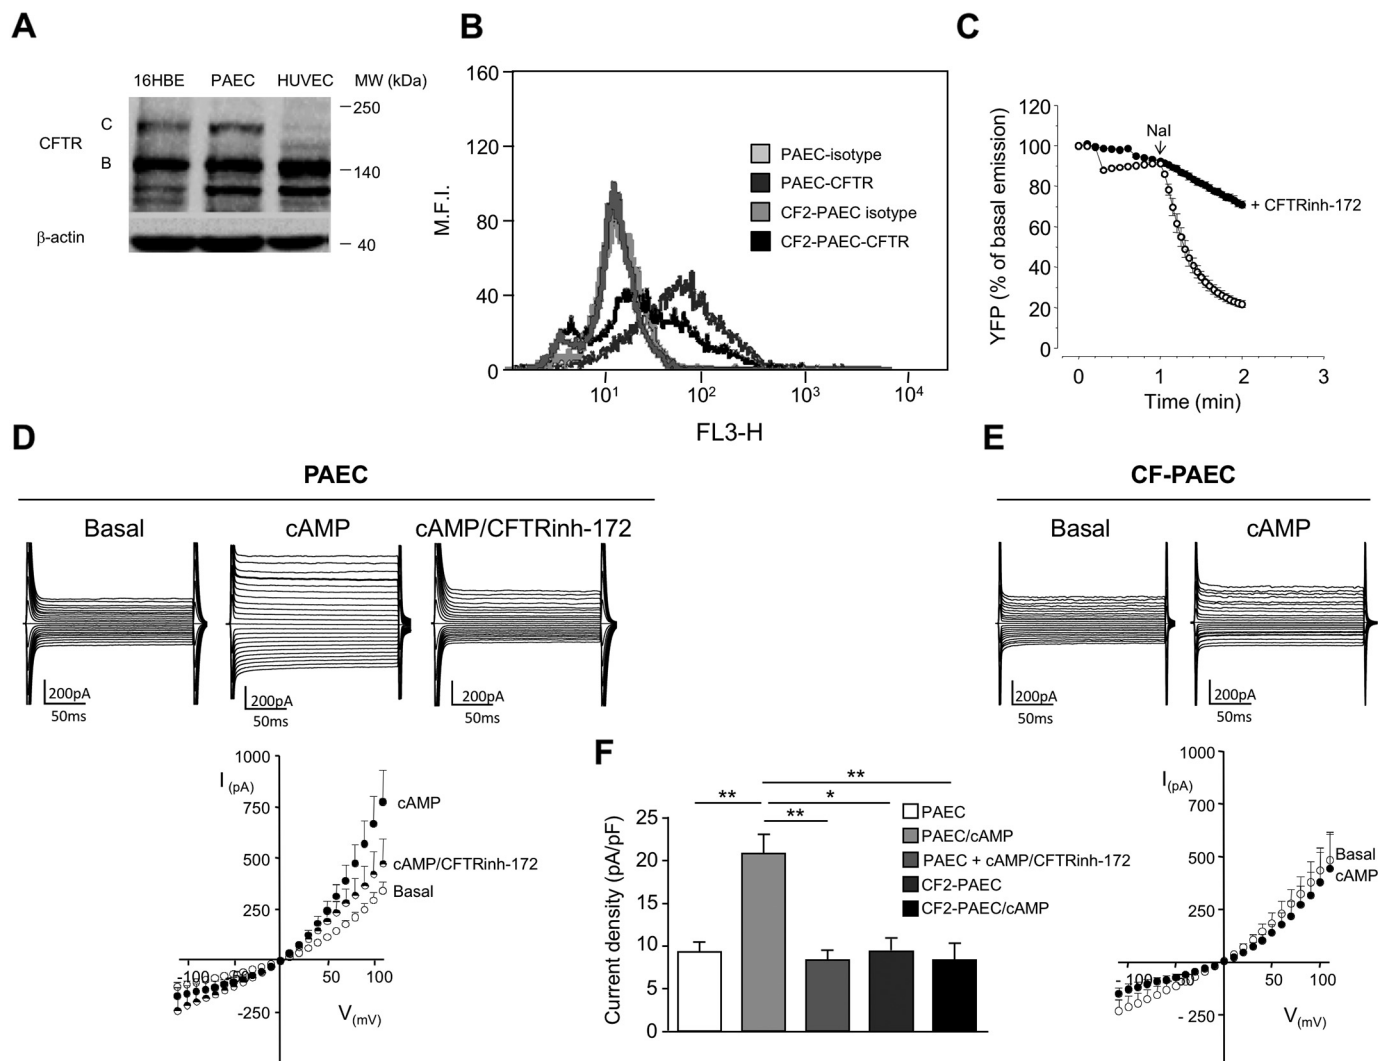 A
16HBE PAEC HUVEC MW (kDa)
250
C
CFTR
B
140
β-actin
40
B
160
120
80
40
0
M.F.I.
10¹ 10² 10³ 10⁴
FL3-H
PAEC-isotype
PAEC-CFTR
CF2-PAEC isotype
CF2-PAEC-CFTR
C
YFP (% of basal emission)
120
100
80
60
40
20
0
NaI
+ CFTRinh-172
0 1 2 3
Time (min)
D
PAEC
Basal cAMP cAMP/CFTRinh-172
200pA 200pA 200pA
50ms 50ms 50ms
I (pA)
1000
750
500
250
-250
-100 -50 50 100
V(mV)
cAMP
cAMP/CFTRinh-172
Basal
E
CF-PAEC
Basal cAMP
200pA 200pA
50ms 50ms
I(pA)
1000
700
500
250
- 250
- 100 50 50 100
V(mV)
Basal
cAMP
F
Current density (pA/pF)
25
20
15
10
5
0
**
** *
**
PAEC
PAEC/cAMP
PAEC + cAMP/CFTRinh-172
CF2-PAEC
CF2-PAEC/cAMP